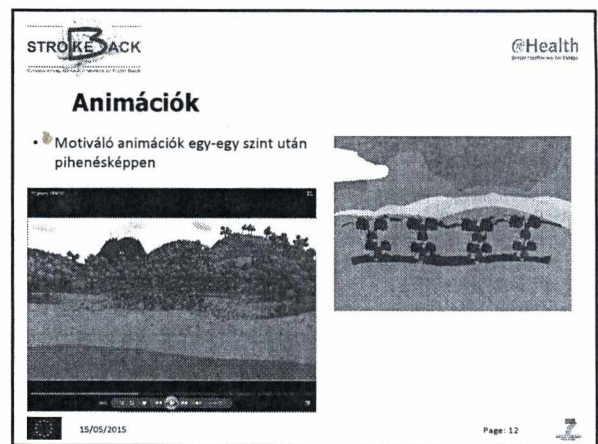 STROKEBACK
@Health
Animációk
• Motiváló animációk egy-egy szint után
pihenésképpen
15/05/2015
Page: 12